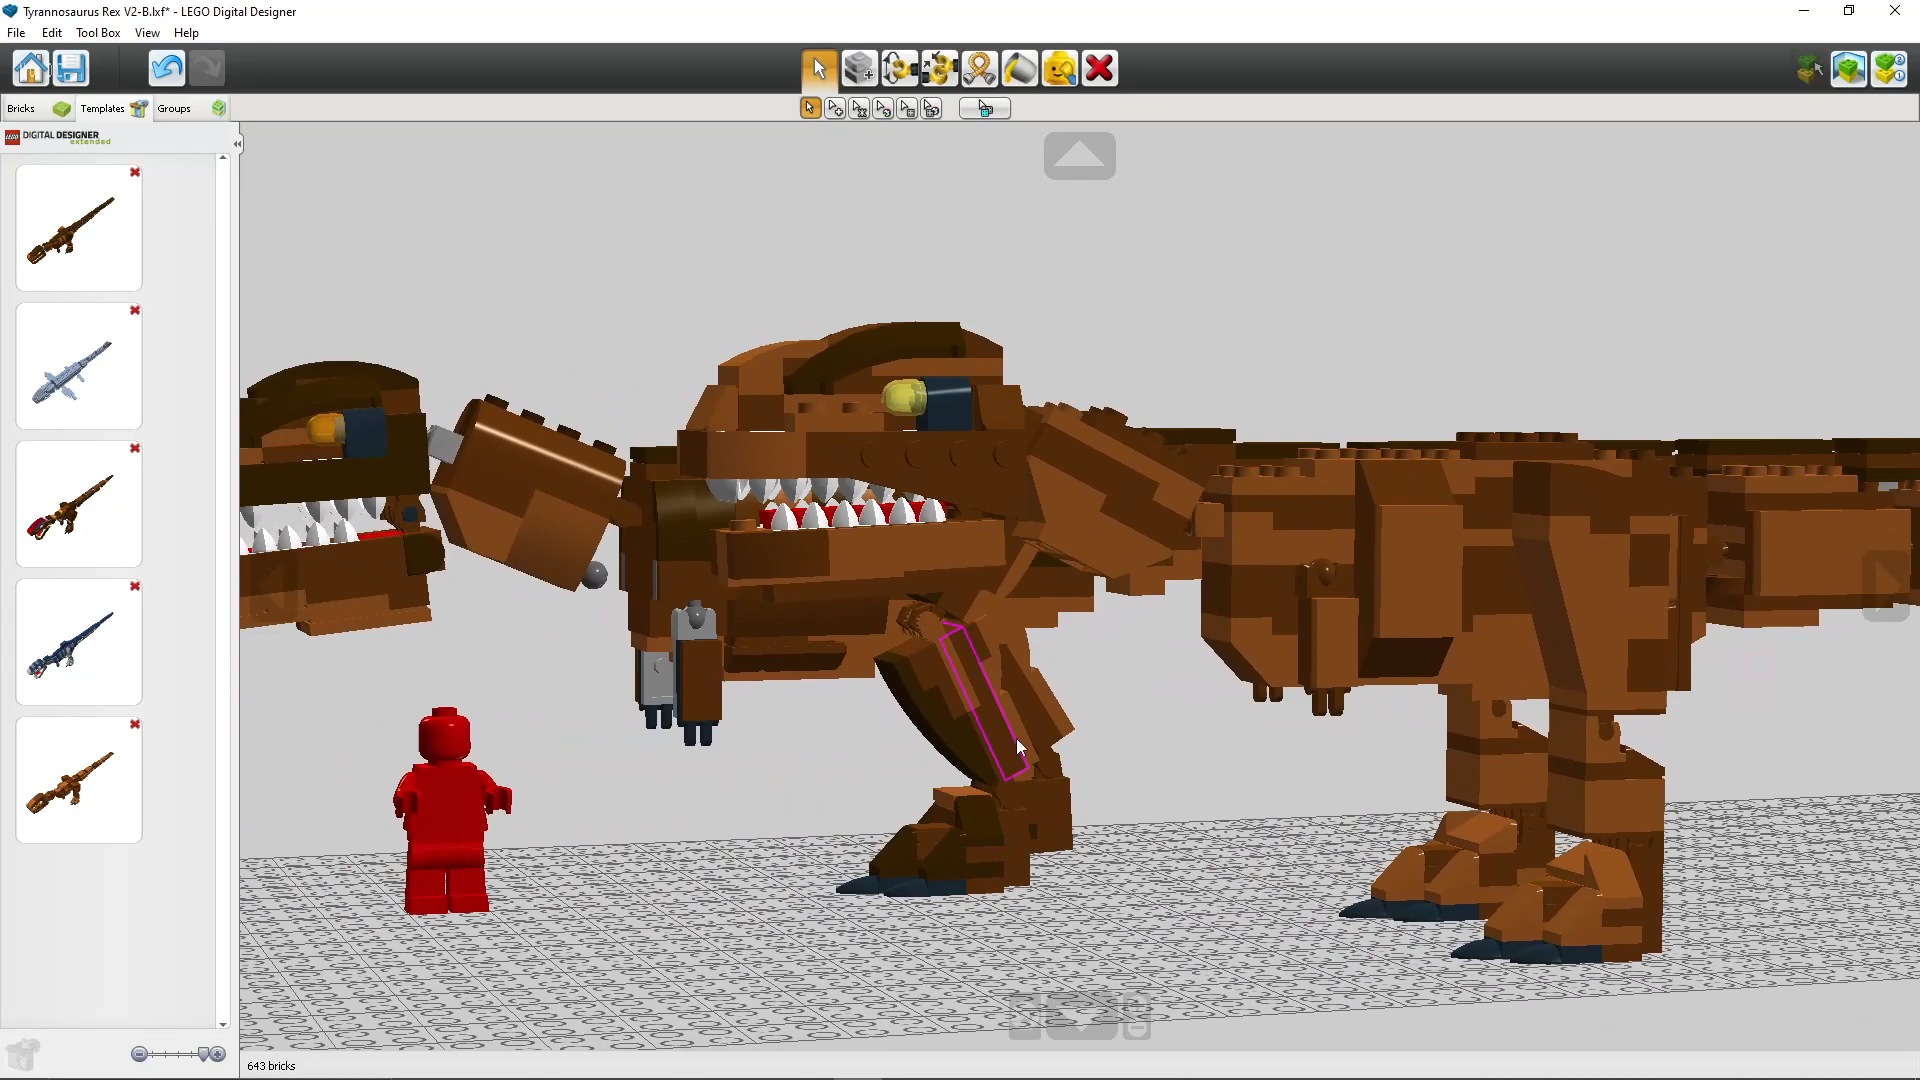 Tyrannosaurus Rex V2-B.lxf* - LEGO Digital Designer
File Edit Tool Box View Help
Bricks Templates Groups
LEGO DIGITAL DESIGNER
extended
643 bricks